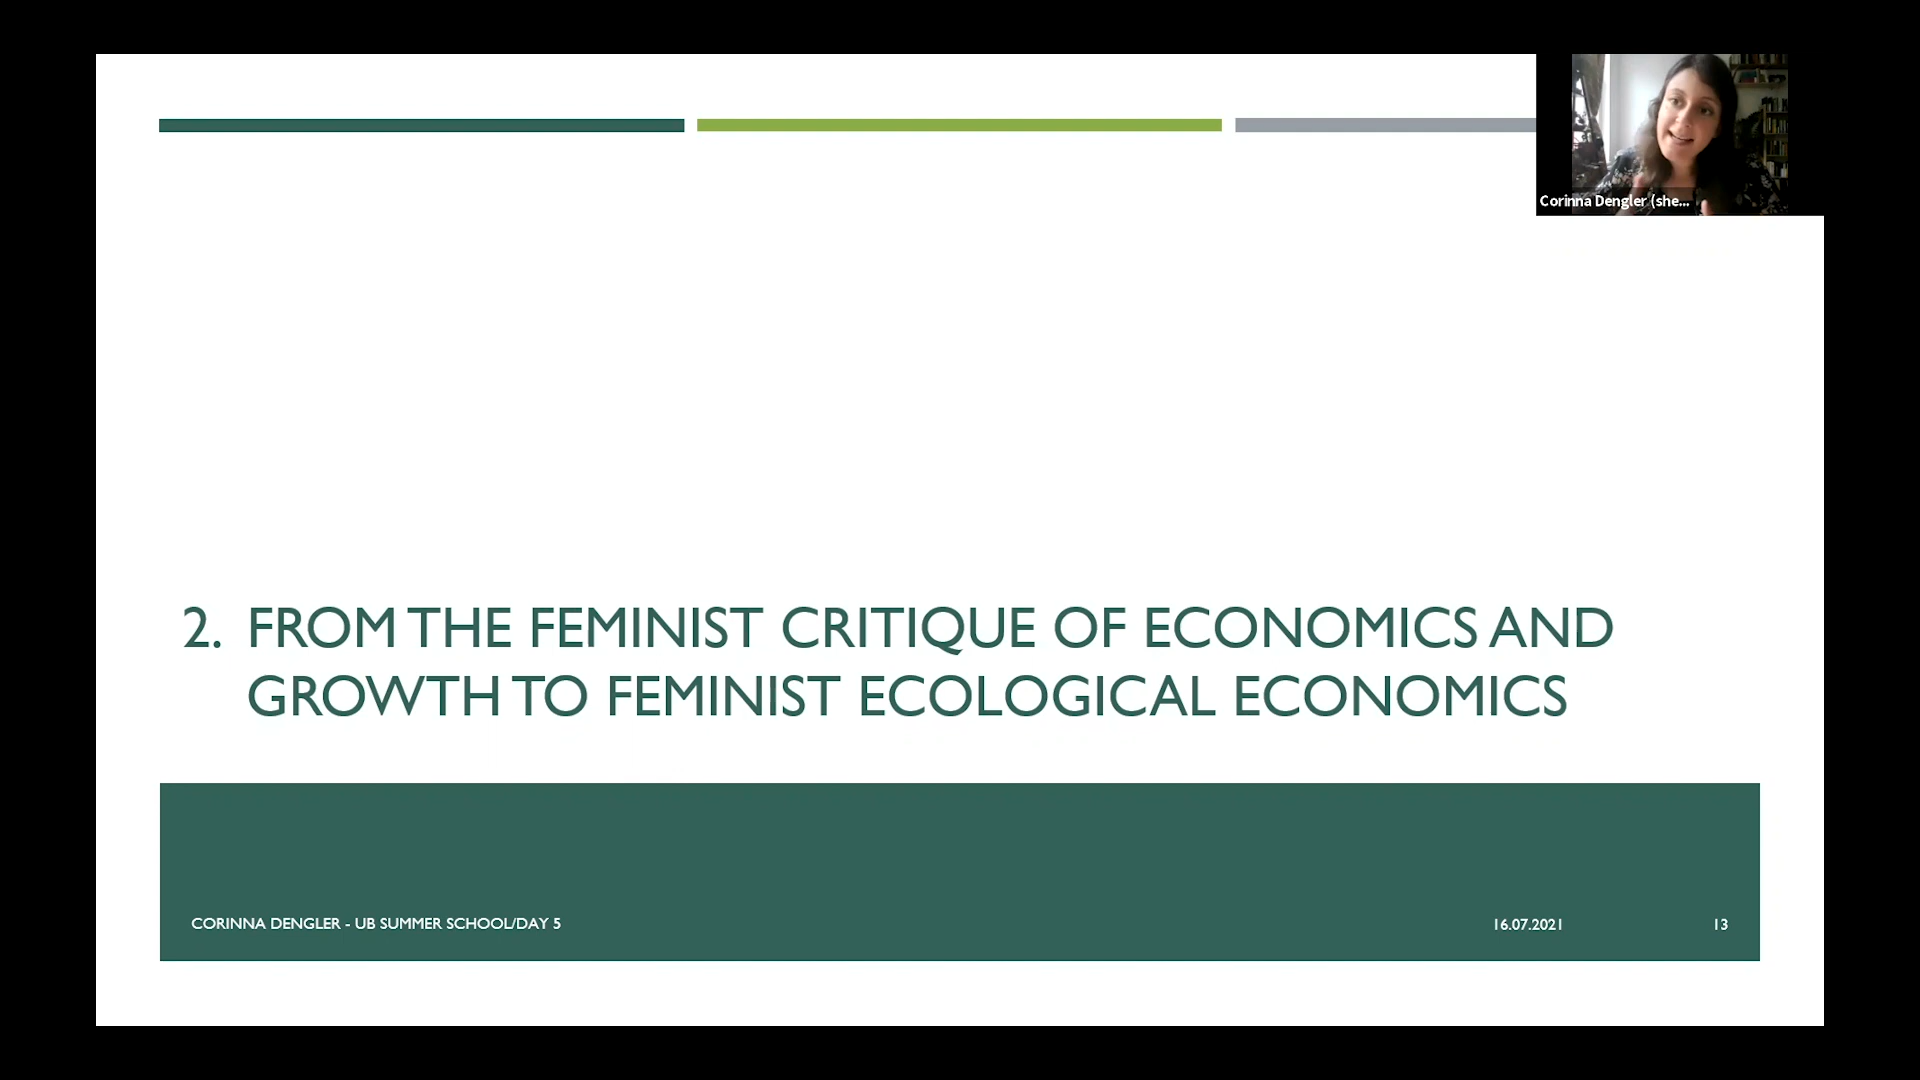 Corinna Dengler (she...
2. FROM THE FEMINIST CRITIQUE OF ECONOMICS AND
GROWTH TO FEMINIST ECOLOGICAL ECONOMICS
CORINNA DENGLER - UB SUMMER SCHOOL/DAY 5
16.07.2021
13